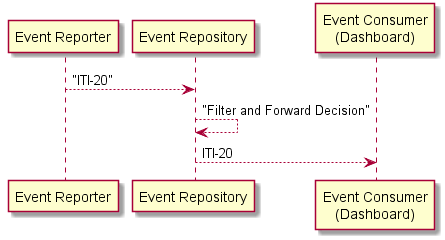 Event Reporter
Event Repository
Event Consumer
(Dashboard)
"ITI-20"
"Filter and Forward Decision"
ITI-20
Event Reporter
Event Repository
Event Consumer
(Dashboard)